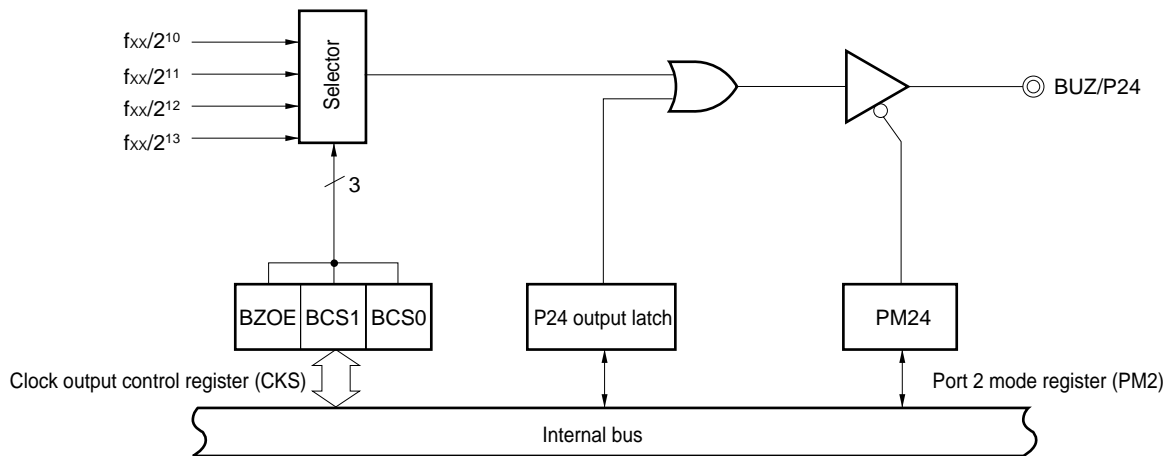 fxx/2¹⁰
fxx/2¹¹
fxx/2¹²
fxx/2¹³
Selector
BUZ/P24
3
BZOE BCS1 BCS0
P24 output latch
PM24
Clock output control register (CKS)
Port 2 mode register (PM2)
Internal bus